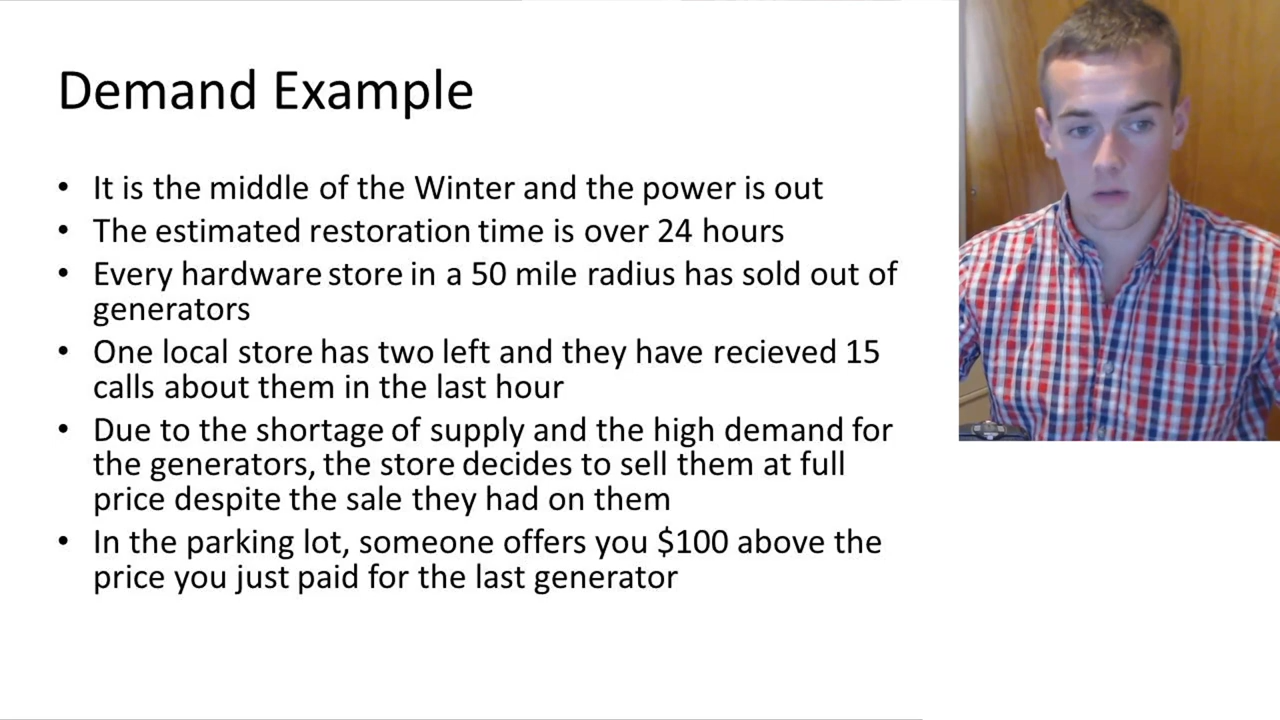 Demand Example
• It is the middle of the Winter and the power is out
• The estimated restoration time is over 24 hours
• Every hardware store in a 50 mile radius has sold out of
generators
• One local store has two left and they have recieved 15
calls about them in the last hour
• Due to the shortage of supply and the high demand for
the generators, the store decides to sell them at full
price despite the sale they had on them
• In the parking lot, someone offers you $100 above the
price you just paid for the last generator